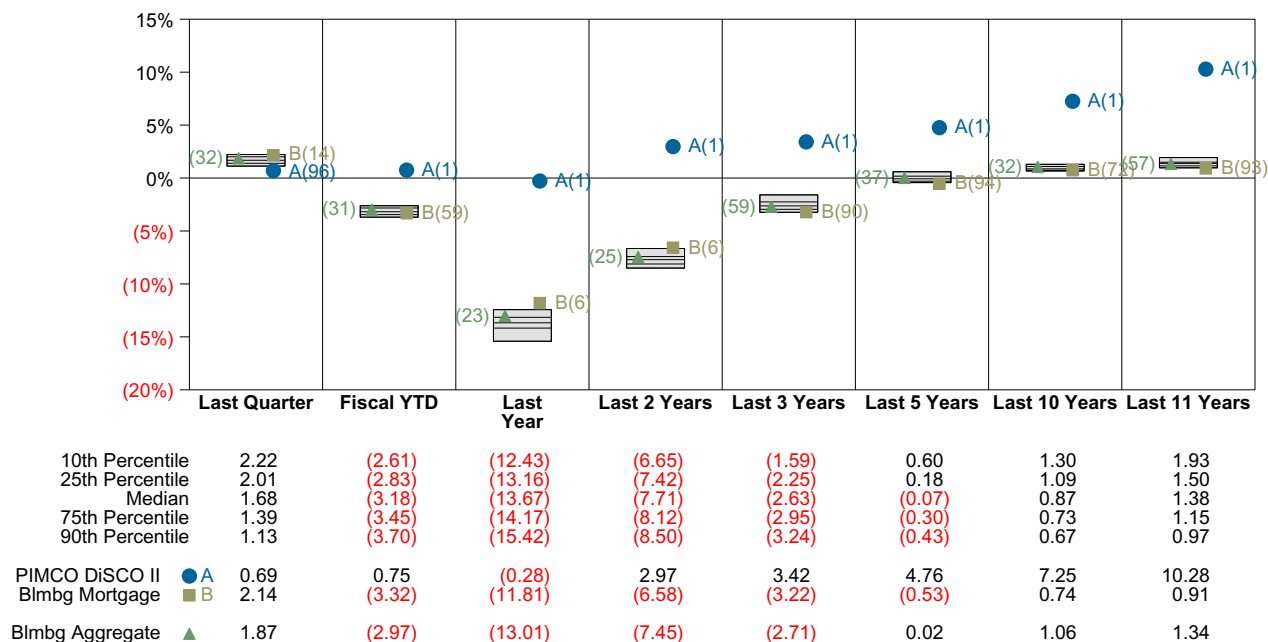 15%
10%
5%
0%
(5%)
(10%)
(15%)
(20%)
(32) B(14) A(96)
(31) A(1) B(59)
(23) A(1) B(6)
(25) A(1) B(6)
(59) A(1) B(90)
(37) A(1) B(94)
(32) A(1) B(72)
(57) A(1) B(93)
Last Quarter Fiscal YTD Last Year Last 2 Years Last 3 Years Last 5 Years Last 10 Years Last 11 Years
10th Percentile 2.22 (2.61) (12.43) (6.65) (1.59) 0.60 1.30 1.93
25th Percentile 2.01 (2.83) (13.16) (7.42) (2.25) 0.18 1.09 1.50
Median 1.68 (3.18) (13.67) (7.71) (2.63) (0.07) 0.87 1.38
75th Percentile 1.39 (3.45) (14.17) (8.12) (2.95) (0.30) 0.73 1.15
90th Percentile 1.13 (3.70) (15.42) (8.50) (3.24) (0.43) 0.67 0.97
PIMCO DiSCO II A 0.69 0.75 (0.28) 2.97 3.42 4.76 7.25 10.28
Blmbg Mortgage B 2.14 (3.32) (11.81) (6.58) (3.22) (0.53) 0.74 0.91
Blmbg Aggregate 1.87 (2.97) (13.01) (7.45) (2.71) 0.02 1.06 1.34